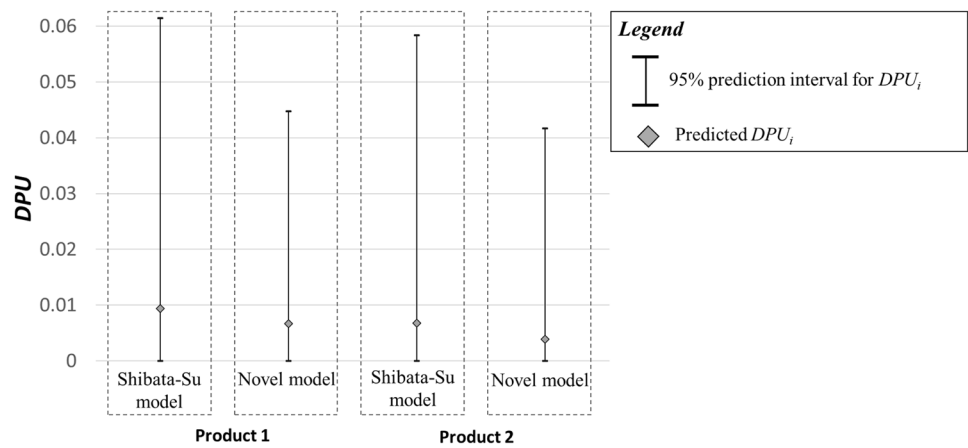 0.06
0.05
0.04
0.03
0.02
0.01
0
DPU
Shibata-Su
model
Novel model
Shibata-Su
model
Novel model
Product 1
Product 2
Legend
95% prediction interval for DPUi
Predicted DPUi